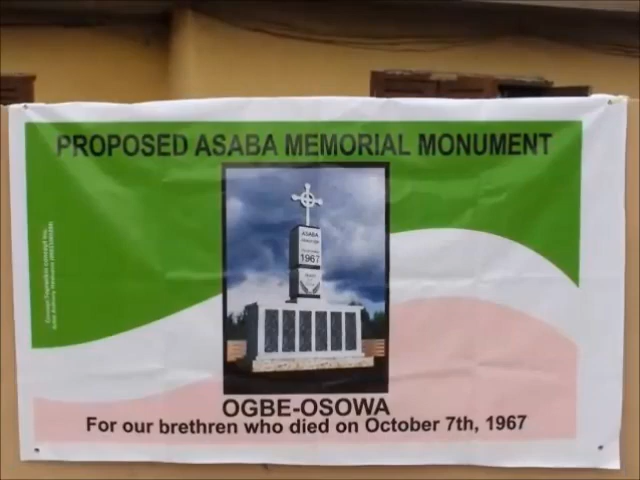 PROPOSED ASABA MEMORIAL MONUMENT
ASABA
1967
OGBE-OSOWA
For our brethren who died on October 7th, 1967